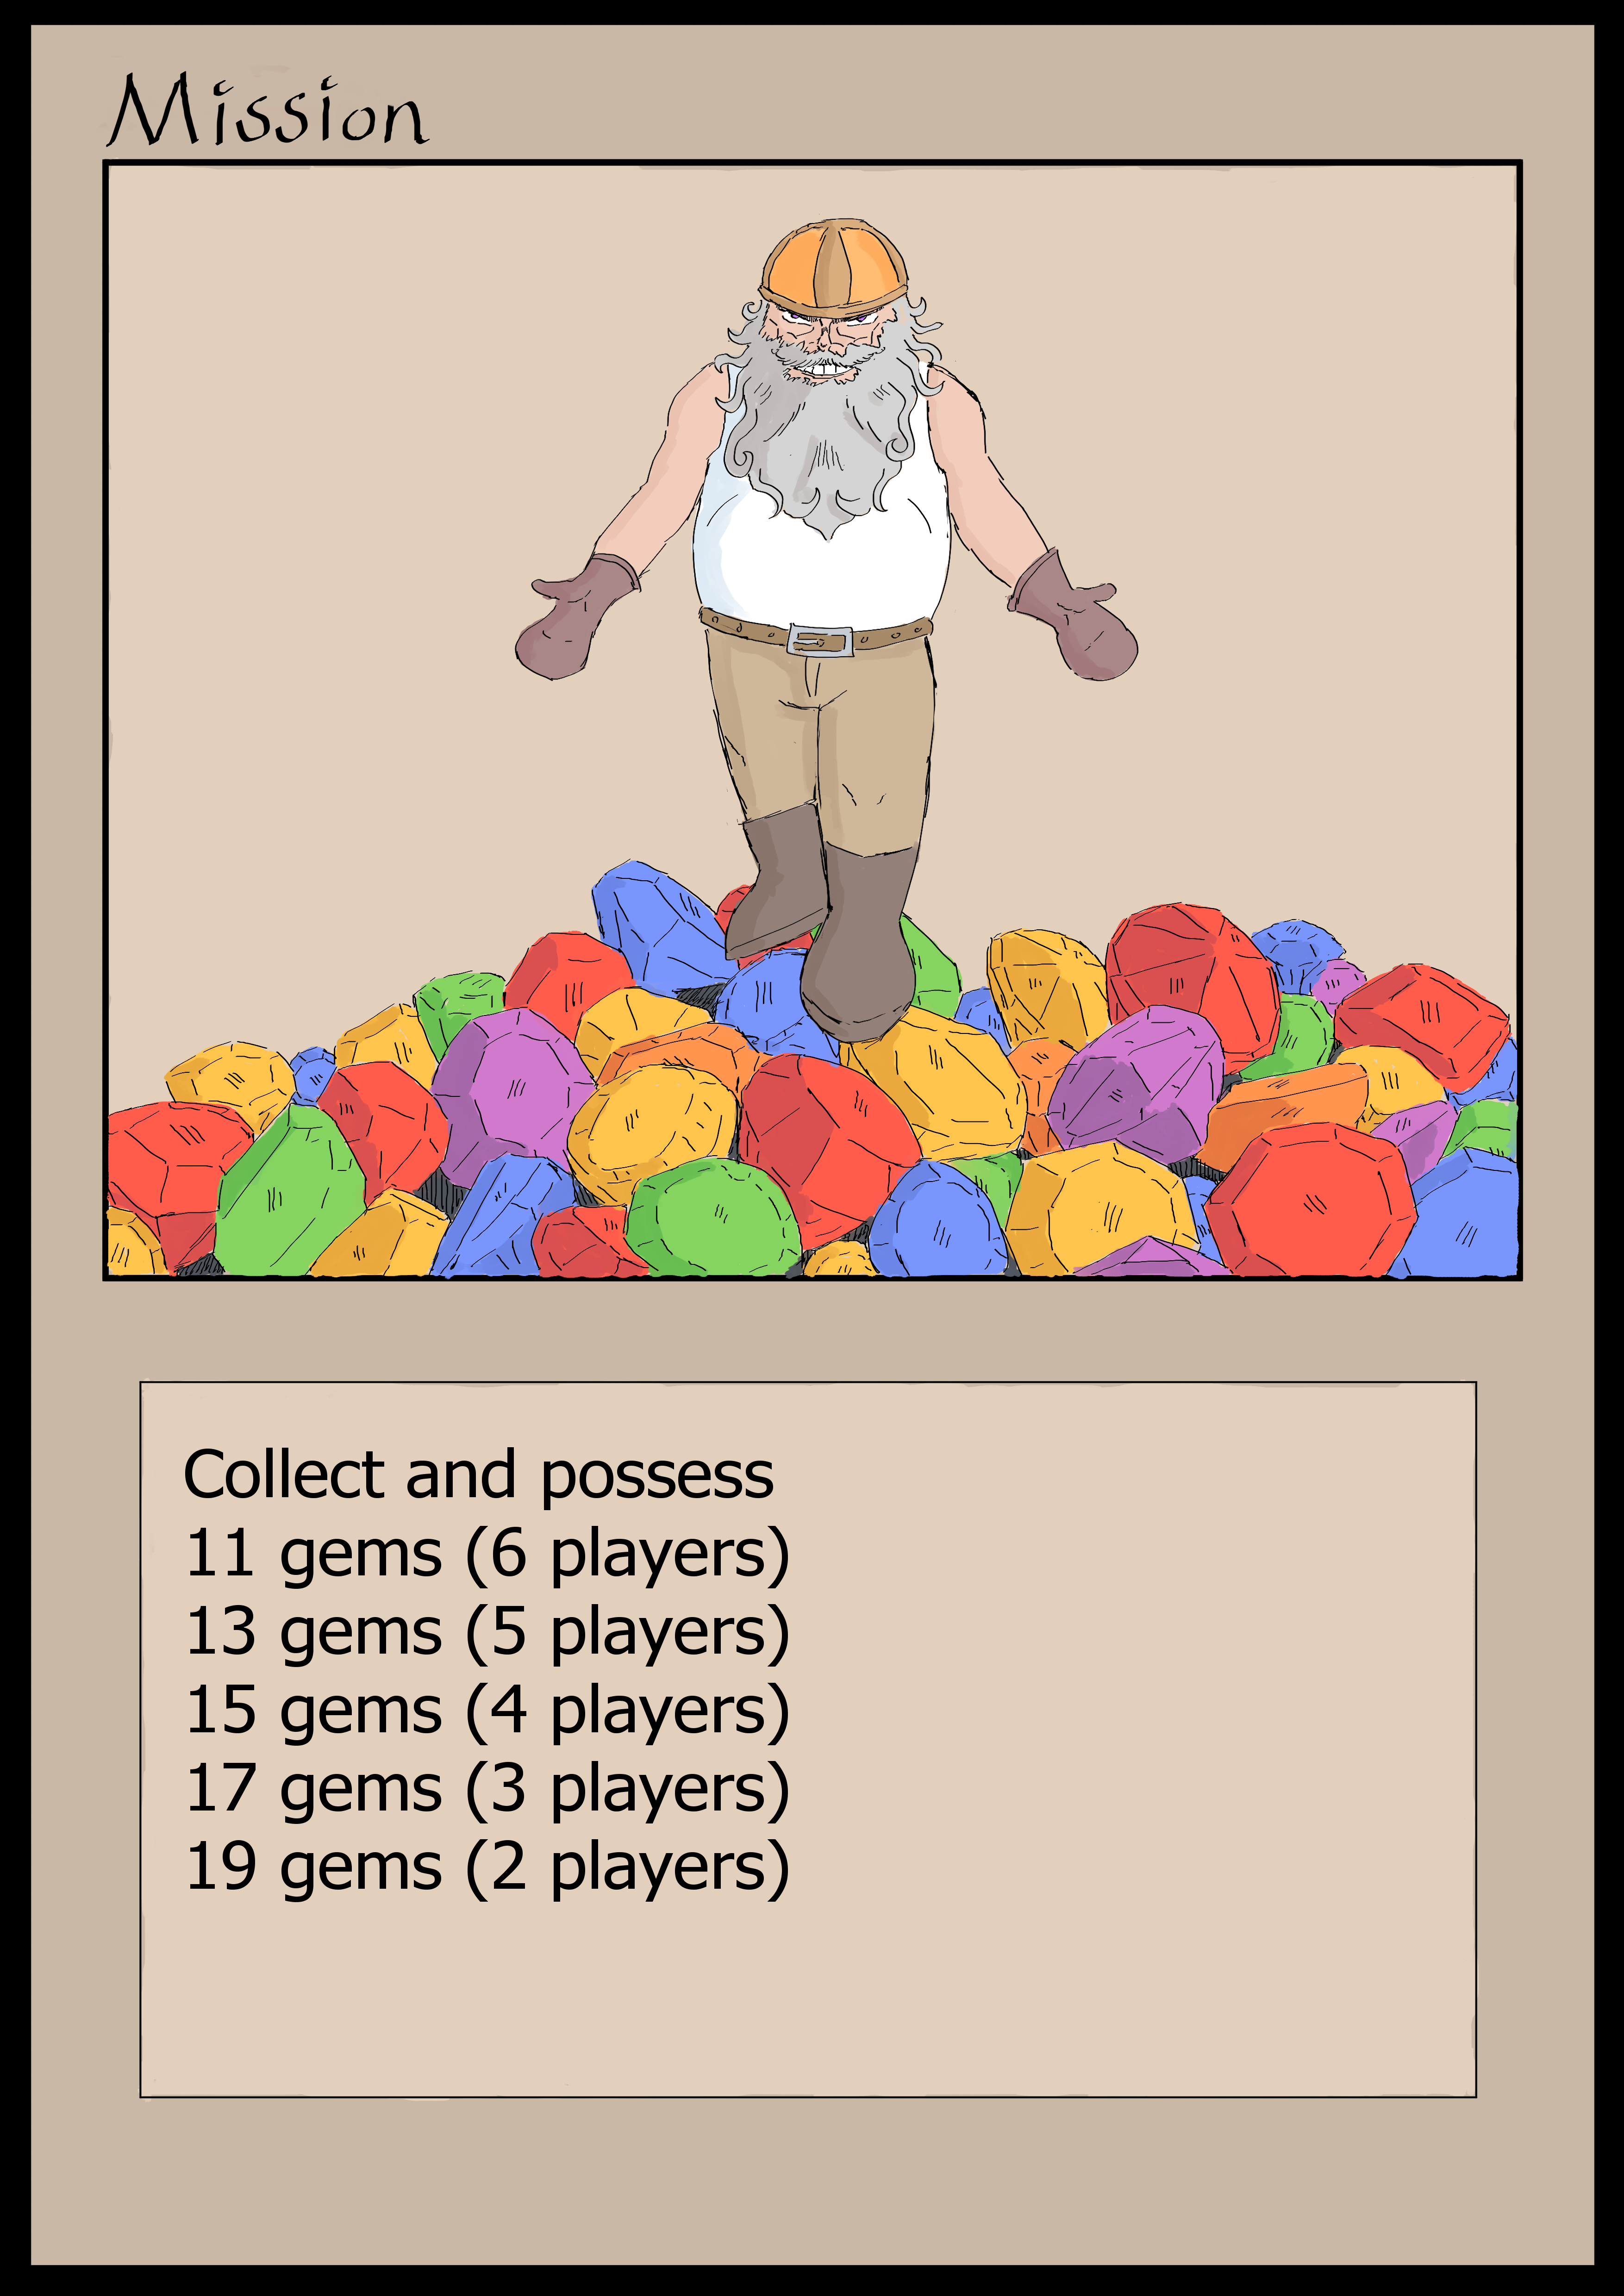 Mission
Collect and possess
11 gems (6 players)
13 gems (5 players)
15 gems (4 players)
17 gems (3 players)
19 gems (2 players)